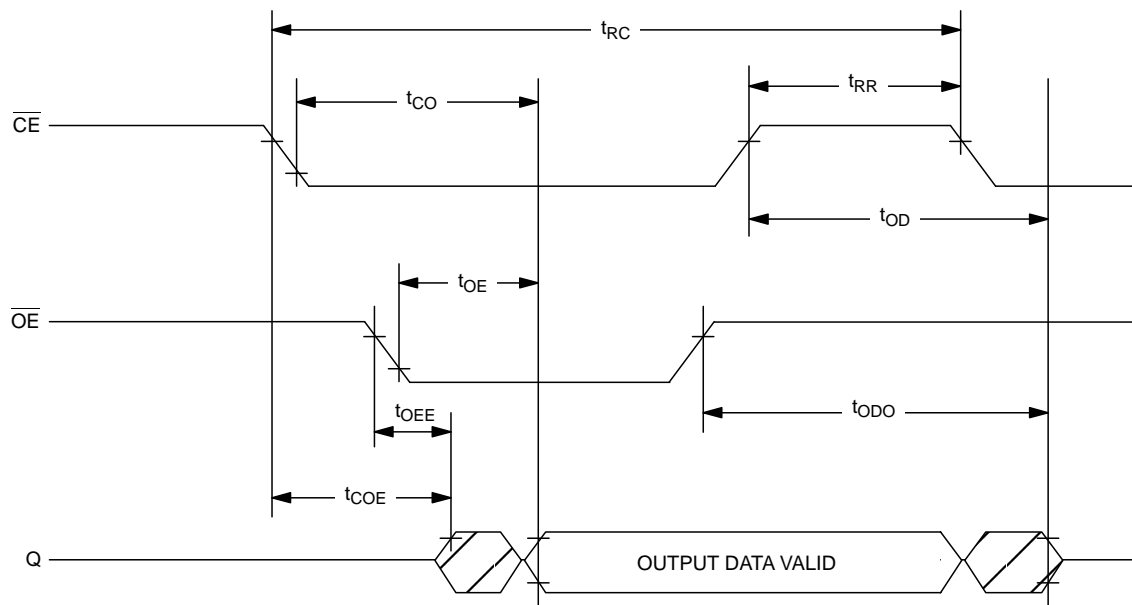 tRC
tCO
tRR
CE
tOD
tOE
OE
tOEE
tODO
tCOE
Q
OUTPUT DATA VALID